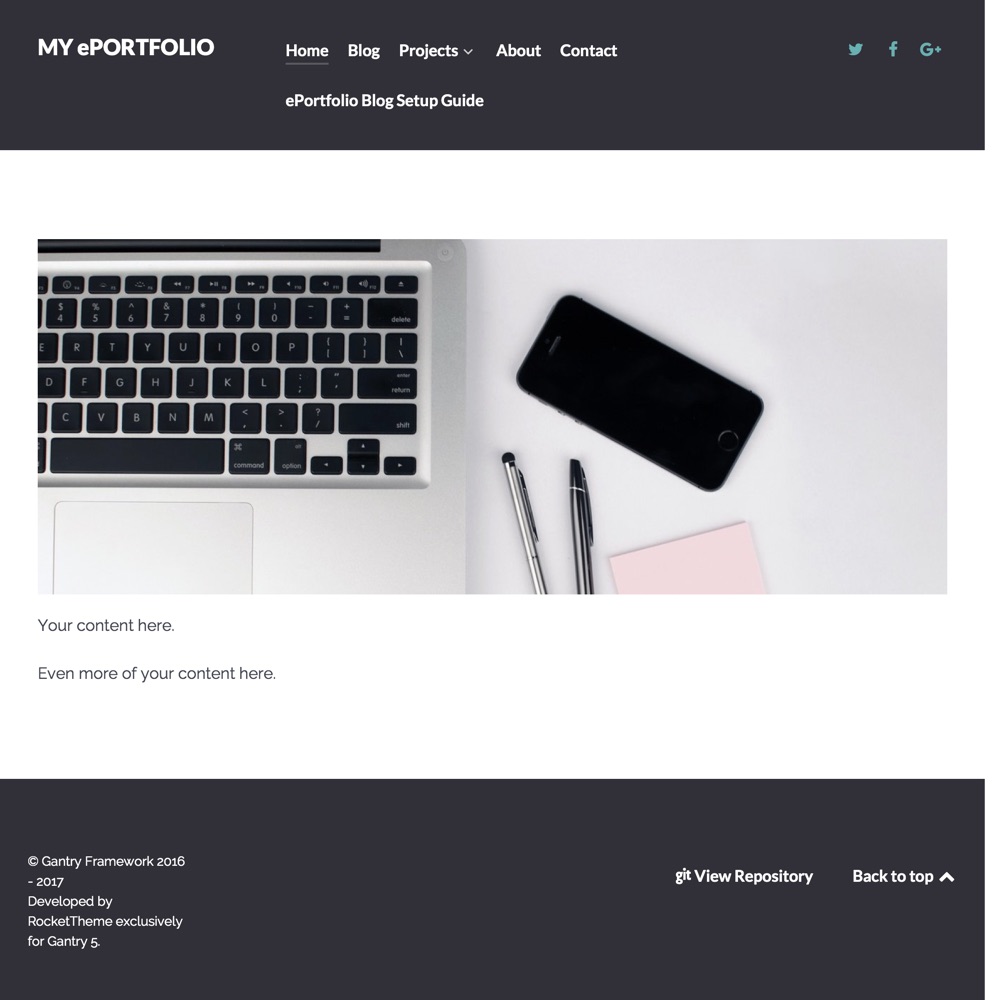 MY ePORTFOLIO
Home Blog Projects About Contact
ePortfolio Blog Setup Guide
$ % ^ & * ( ) — +
4 5 6 7 8 9 0 - = delete
E R T Y U I O P { } |
[ ] \
D F G H J K L : " enter
; ' return
C V B N M < > ? shift
, . /
⌘ alt
command option
Your content here.
Even more of your content here.
© Gantry Framework 2016
- 2017
Developed by
RocketTheme exclusively
for Gantry 5.
git View Repository
Back to top